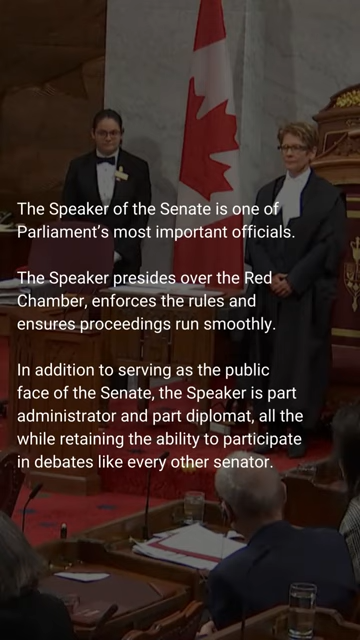 The Speaker of the Senate is one of
Parliament’s most important officials.
The Speaker presides over the Red
Chamber, enforces the rules and
ensures proceedings run smoothly.
In addition to serving as the public
face of the Senate, the Speaker is part
administrator and part diplomat, all the
while retaining the ability to participate
in debates like every other senator.